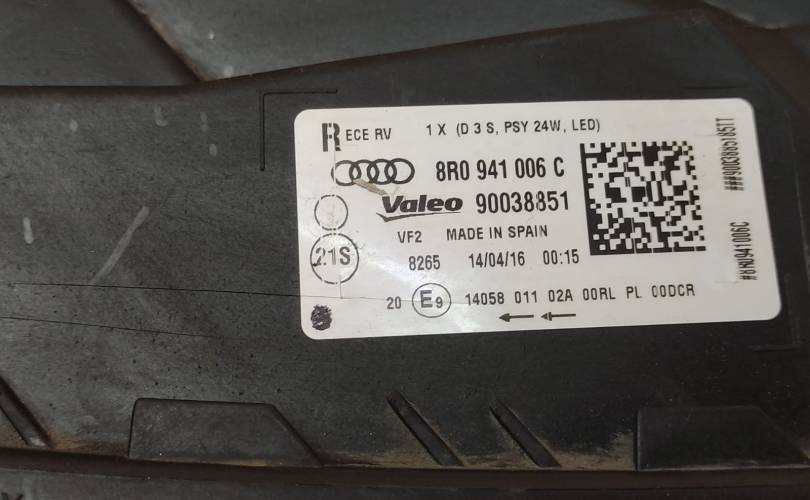 R ECE RV 1 X (D 3 S, PSY 24W, LED)
8R0 941 006 C
Valeo 90038851
VF2 MADE IN SPAIN
21S
8265 14/04/16 00:15
20 E9 14058 011 02A 00RL PL 00DCR
#8R0941006C